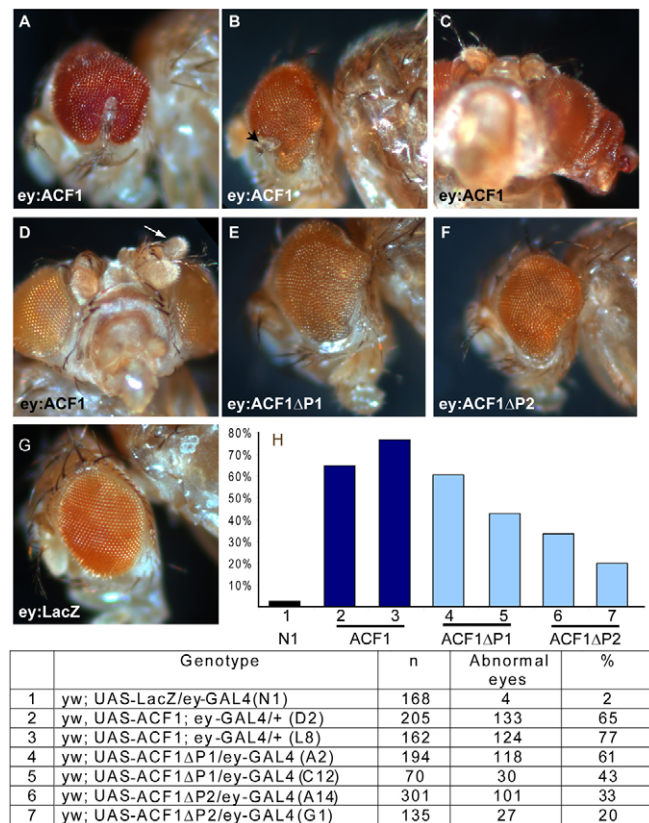 A
ey:ACF1
B
ey:ACF1
C
ey:ACF1
D
ey:ACF1
E
ey:ACF1ΔP1
F
ey:ACF1ΔP2
G
ey:LacZ
H
80%
70%
60%
50%
40%
30%
20%
10%
1 2 3 4 5 6 7
N1 ACF1 ACF1ΔP1 ACF1ΔP2
Genotype n Abnormal eyes %
1 yw; UAS-LacZ/ey-GAL4(N1) 168 4 2
2 yw, UAS-ACF1; ey-GAL4/+ (D2) 205 133 65
3 yw; UAS-ACF1; ey-GAL4/+ (L8) 162 124 77
4 yw; UAS-ACF1ΔP1/ey-GAL4 (A2) 194 118 61
5 yw; UAS-ACF1ΔP1/ey-GAL4 (C12) 70 30 43
6 yw; UAS-ACF1ΔP2/ey-GAL4(A14) 301 101 33
7 yw; UAS-ACF1ΔP2/ey-GAL4(G1) 135 27 20